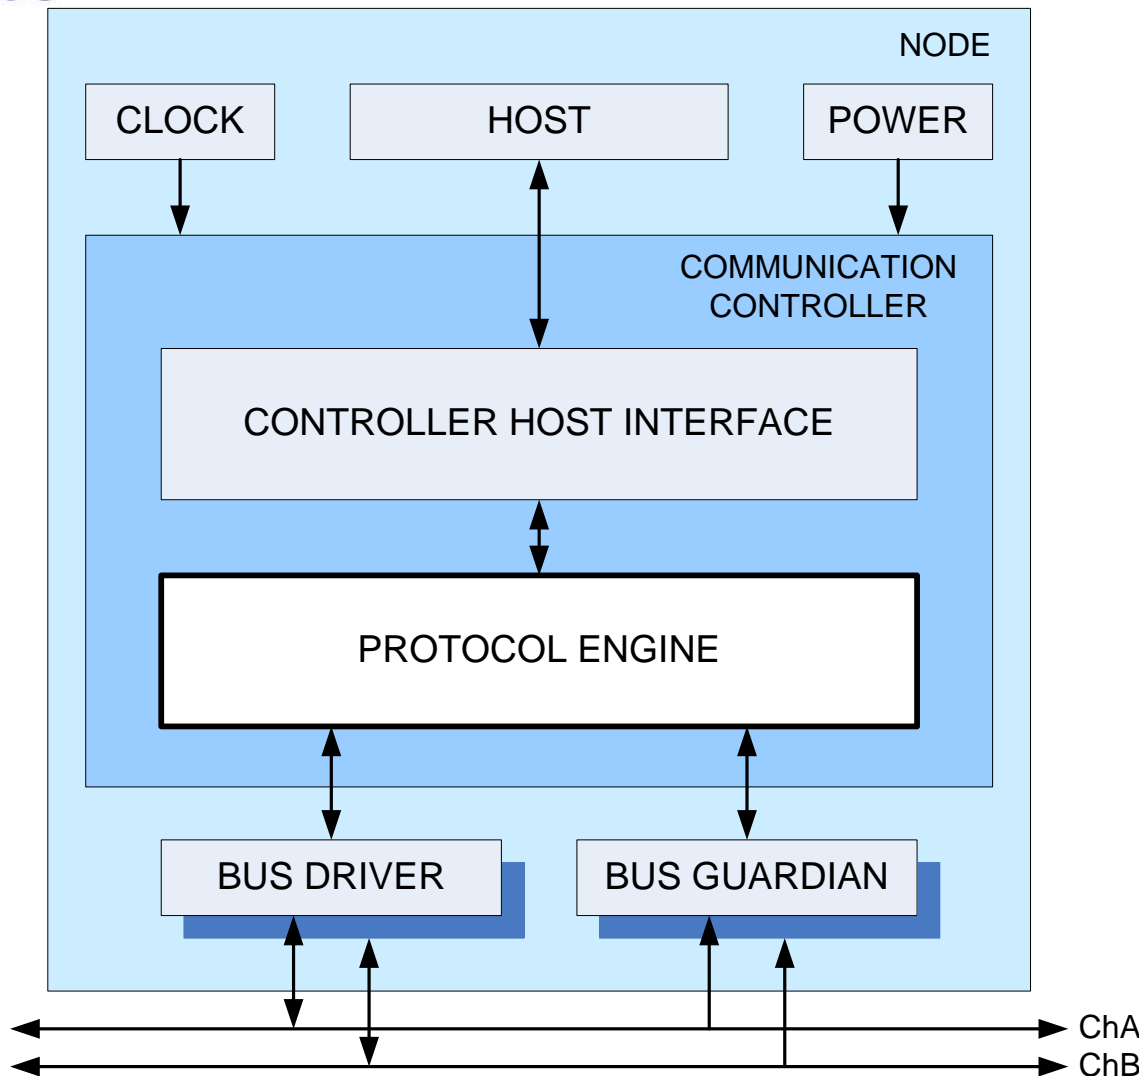 NODE
CLOCK
HOST
POWER
COMMUNICATION
CONTROLLER
CONTROLLER HOST INTERFACE
PROTOCOL ENGINE
BUS DRIVER
BUS GUARDIAN
ChA
ChB